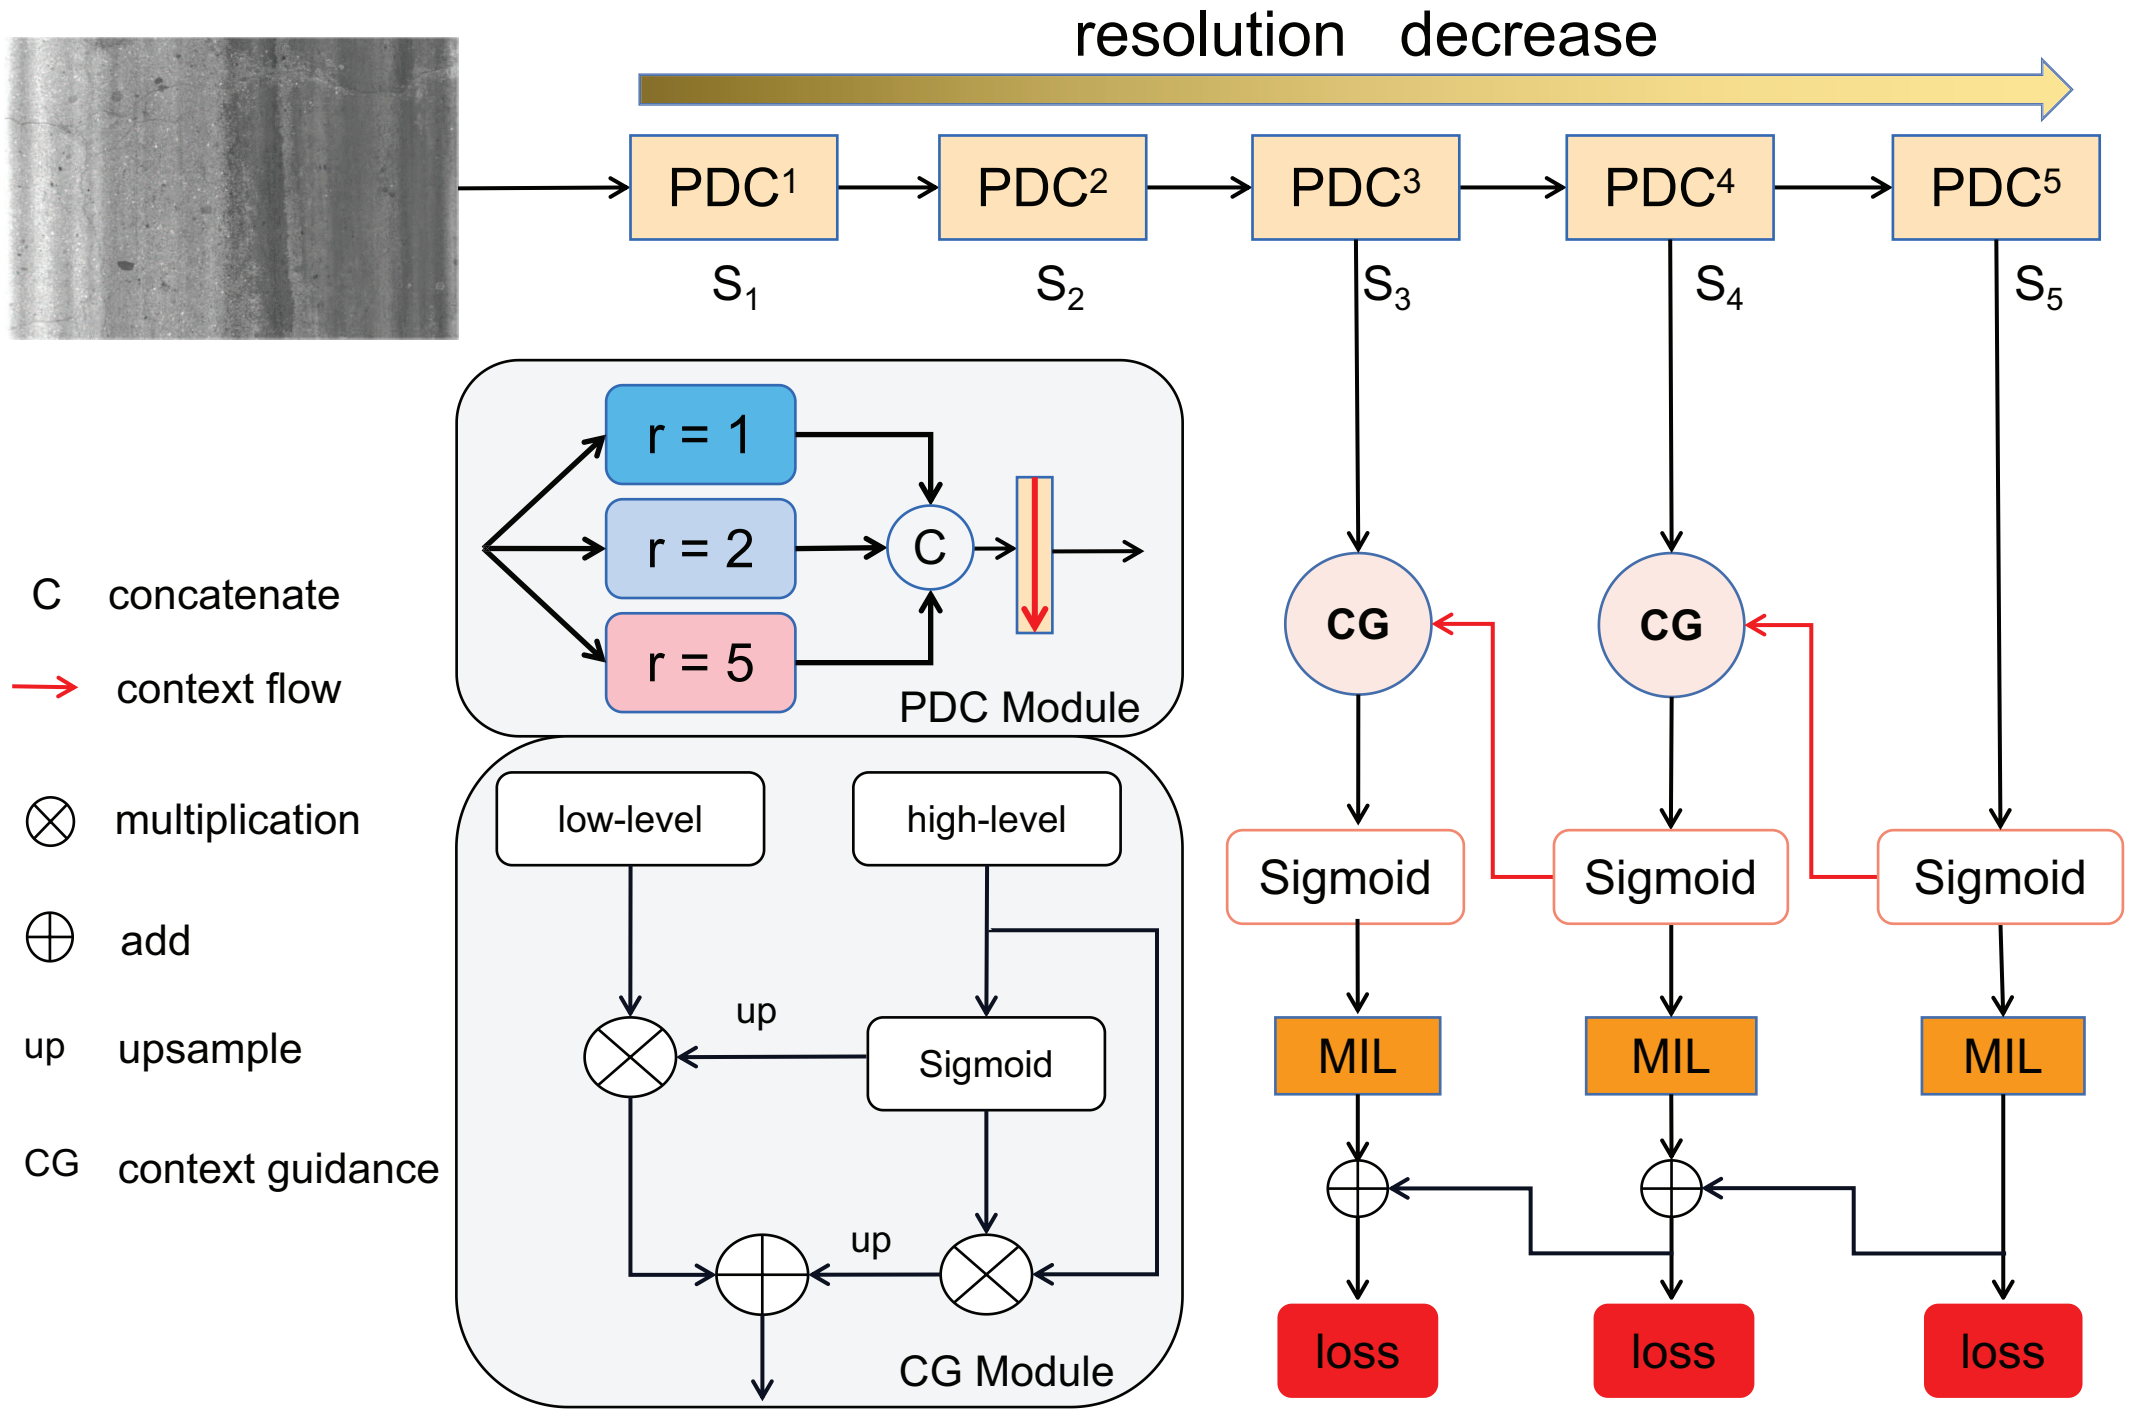 resolution decrease
PDC¹ PDC² PDC³ PDC⁴ PDC⁵
S₁ S₂ S₃ S₄ S₅
r = 1
r = 2
r = 5
C
PDC Module
C concatenate
context flow
multiplication
add
up upsample
CG context guidance
low-level high-level
up
Sigmoid
up
CG Module
CG CG
Sigmoid Sigmoid Sigmoid
MIL MIL MIL
loss loss loss